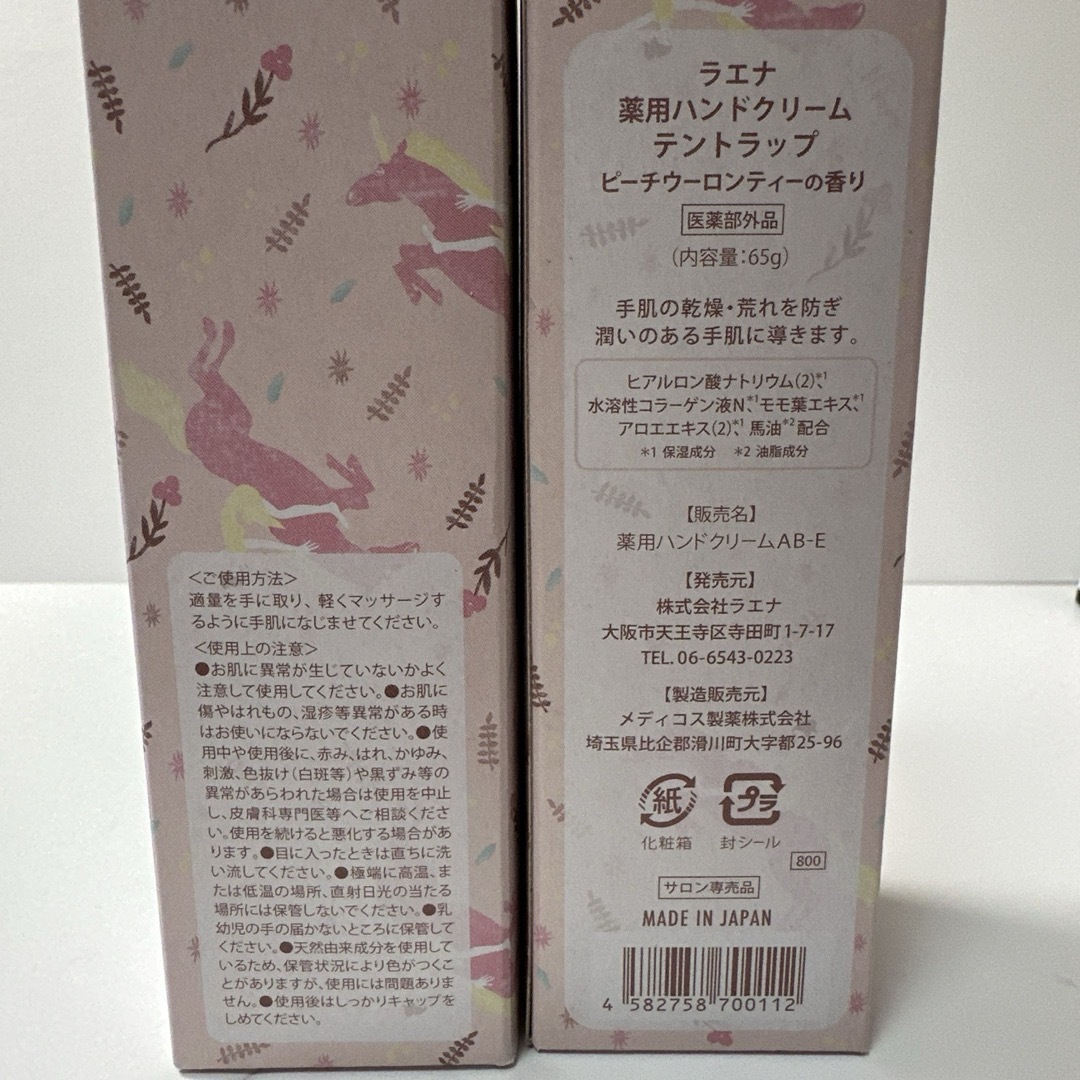 <ご使用方法>
適量を手に取り、軽くマッサージす
るように手肌になじませてください。
<使用上の注意>
●お肌に異常が生じていないかよく
注意して使用してください。●お肌に
傷やはれもの、湿疹等異常がある時
はお使いにならないでください。●使
用中や使用後に、赤み、はれ、かゆみ、
刺激、色抜け(白斑等)や黒ずみ等の
異常があらわれた場合は使用を中止
し、皮膚科専門医等へご相談くださ
い。使用を続けると悪化する場合があ
ります。●目に入ったときは直ちに洗
い流してください。●極端に高温、ま
たは低温の場所、直射日光の当たる
場所には保管しないでください。●乳
幼児の手の届かないところに保管して
ください。●天然由来成分を使用して
いるため、保管状況により色がつくこ
とがありますが、使用には問題ありま
せん。●使用後はしっかりキャップを
しめてください。
ラエナ
薬用ハンドクリーム
テントラップ
ピーチウーロンティーの香り
医薬部外品
(内容量:65g)
手肌の乾燥・荒れを防ぎ
潤いのある手肌に導きます。
ヒアルロン酸ナトリウム(2)*1、
水溶性コラーゲン液N*1、モモ葉エキス*1、
アロエエキス(2)*1、馬油*2配合
*1 保湿成分 *2 油脂成分
【販売名】
薬用ハンドクリームAB-E
【発売元】
株式会社ラエナ
大阪市天王寺区寺田町1-7-17
TEL. 06-6543-0223
【製造販売元】
メディコス製薬株式会社
埼玉県比企郡滑川町大字都25-96
紙 プラ
化粧箱 封シール
800
サロン専売品
MADE IN JAPAN
4 582758 700112